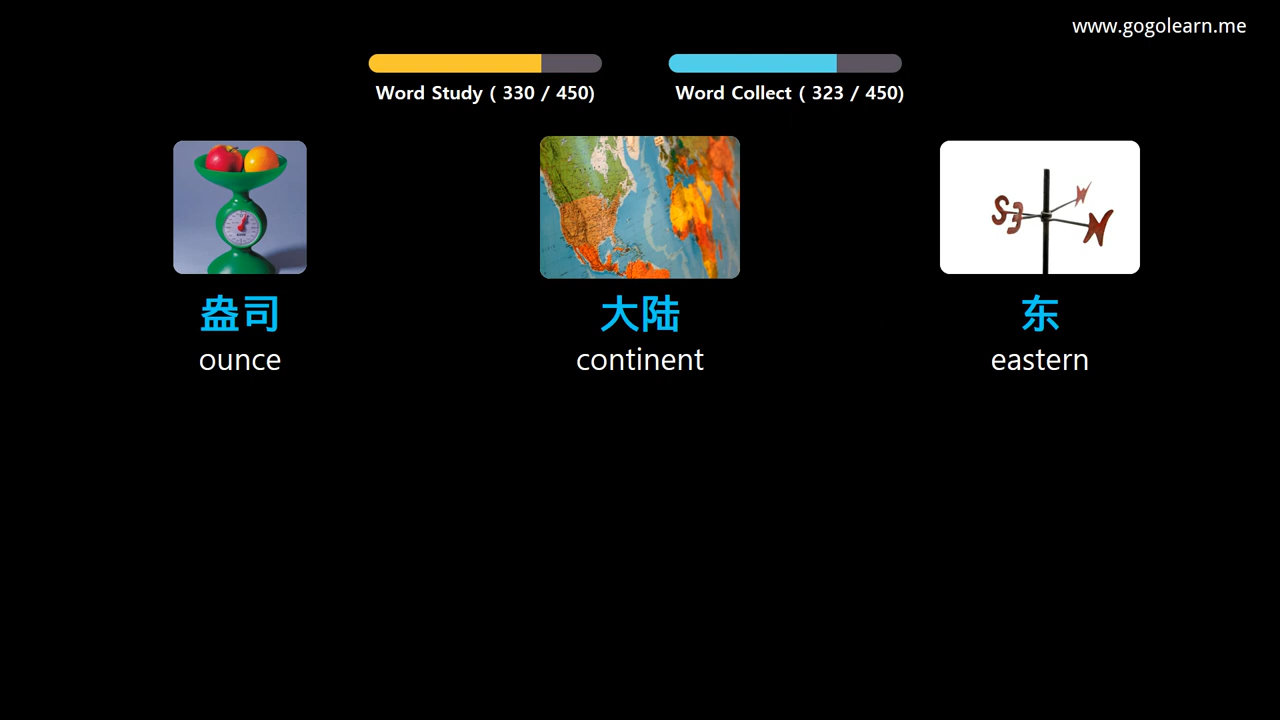 www.gogolearn.me
Word Study ( 330 / 450)
Word Collect ( 323 / 450)
盎司
大陆
东
ounce
continent
eastern